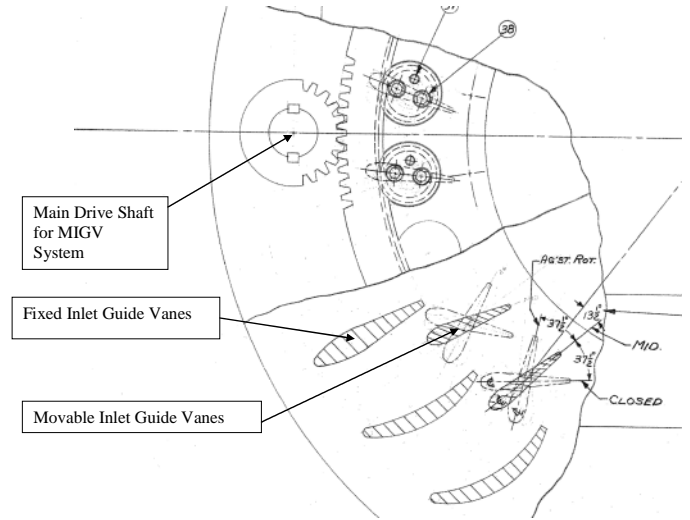 38
Main Drive Shaft
for MIGV
System
AG'ST. ROT.
Fixed Inlet Guide Vanes
37½°
13½°
MID.
37½°
Movable Inlet Guide Vanes
CLOSED